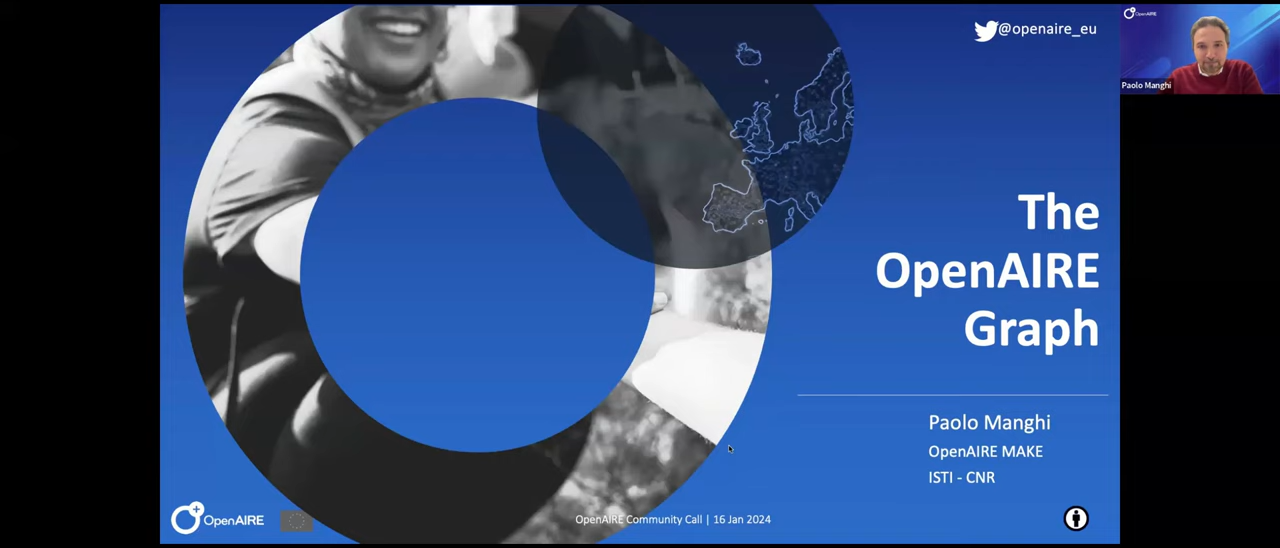 @openaire_eu
OpenAIRE
Paolo Manghi
The
OpenAIRE
Graph
Paolo Manghi
OpenAIRE MAKE
ISTI - CNR
OpenAIRE
OpenAIRE Community Call | 16 Jan 2024